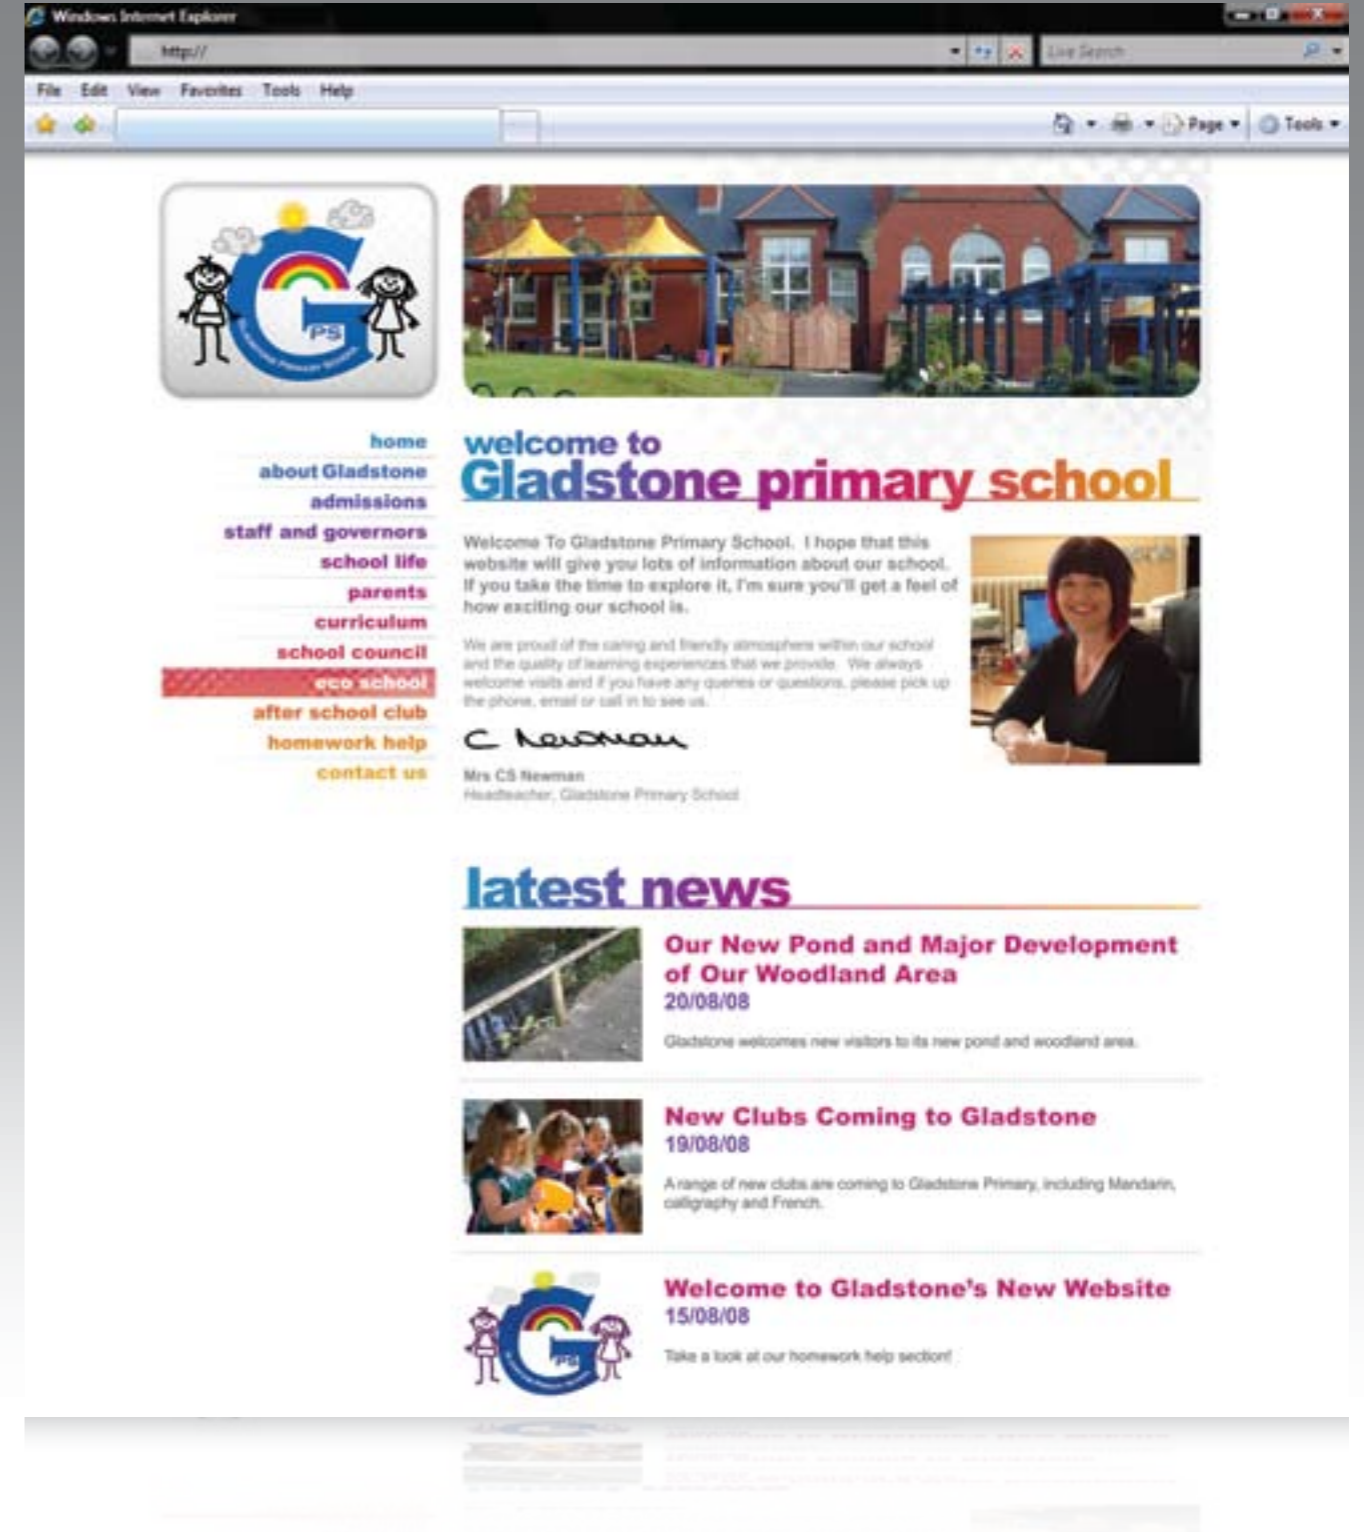 Windows Internet Explorer
http://
Live Search
File Edit View Favorites Tools Help
Page Tools
PS
home
about Gladstone
admissions
staff and governors
school life
parents
curriculum
school council
eco school
after school club
homework help
contact us
welcome to
Gladstone primary school
Welcome To Gladstone Primary School. I hope that this
website will give you lots of information about our school.
If you take the time to explore it, I'm sure you'll get a feel of
how exciting our school is.
We are proud of the caring and friendly atmosphere within our school
and the quality of learning experiences that we provide. We always
welcome visits and if you have any queries or questions, please pick up
the phone, email or call in to see us.
C Newman
Mrs CS Newman
Headteacher, Gladstone Primary School
latest news
Our New Pond and Major Development
of Our Woodland Area
20/08/08
Gladstone welcomes new visitors to its new pond and woodland area.
New Clubs Coming to Gladstone
19/08/08
A range of new clubs are coming to Gladstone Primary, including Mandarin,
calligraphy and French.
PS
Welcome to Gladstone's New Website
15/08/08
Take a look at our homework help section!